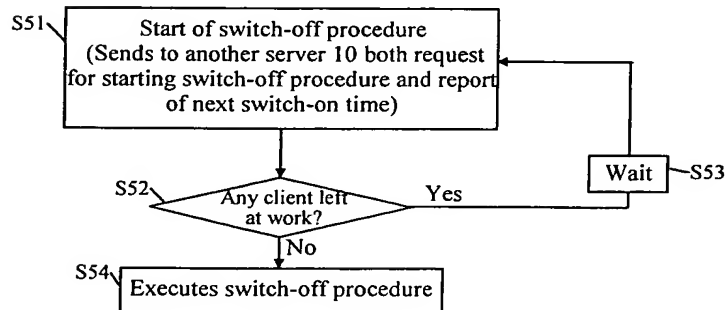 S51
Start of switch-off procedure
(Sends to another server 10 both request
for starting switch-off procedure and report
of next switch-on time)
Wait
S53
S52
Any client left
at work?
Yes
No
S54
Executes switch-off procedure